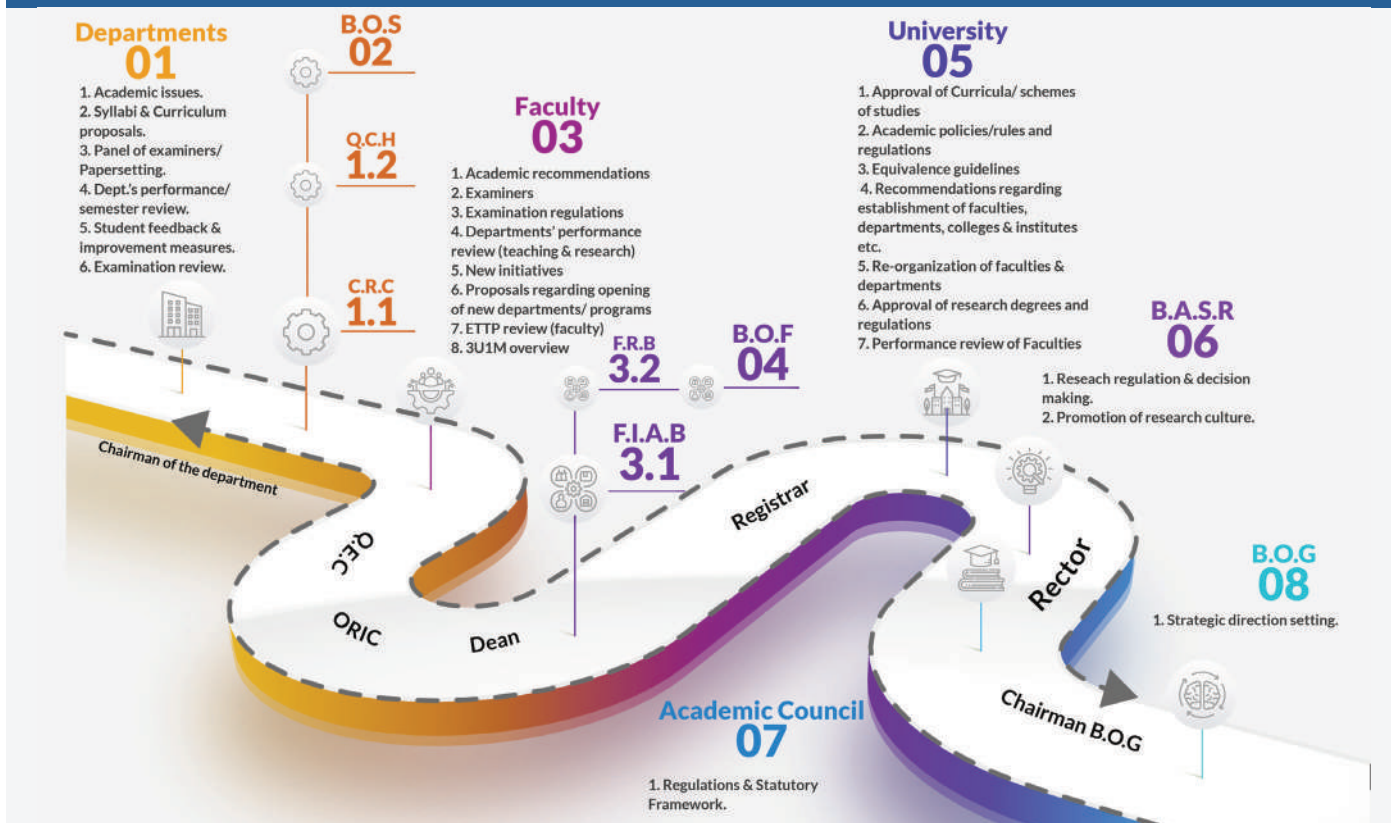 Departments
01
1. Academic issues.
2. Syllabi & Curriculum
proposals.
3. Panel of examiners/
Papersetting.
4. Dept.'s performance/
semester review.
5. Student feedback &
improvement measures.
6. Examination review.
B.O.S
02
Q.C.H
1.2
C.R.C
1.1
Faculty
03
1. Academic recommendations
2. Examiners
3. Examination regulations
4. Departments' performance
review (teaching & research)
5. New initiatives
6. Proposals regarding opening
of new departments/ programs
7. ETTP review (faculty)
8. 3U1M overview
F.R.B
3.2
B.O.F
04
F.I.A.B
3.1
University
05
1. Approval of Curricula/ schemes
of studies
2. Academic policies/rules and
regulations
3. Equivalence guidelines
4. Recommendations regarding
establishment of faculties,
departments, colleges & institutes
etc.
5. Re-organization of faculties &
departments
6. Approval of research degrees and
regulations
7. Performance review of Faculties
B.A.S.R
06
1. Reseach regulation & decision
making.
2. Promotion of research culture.
Chairman of the department
Q.E.C
ORIC
Dean
Registrar
Rector
Chairman B.O.G
B.O.G
08
1. Strategic direction setting.
Academic Council
07
1. Regulations & Statutory
Framework.